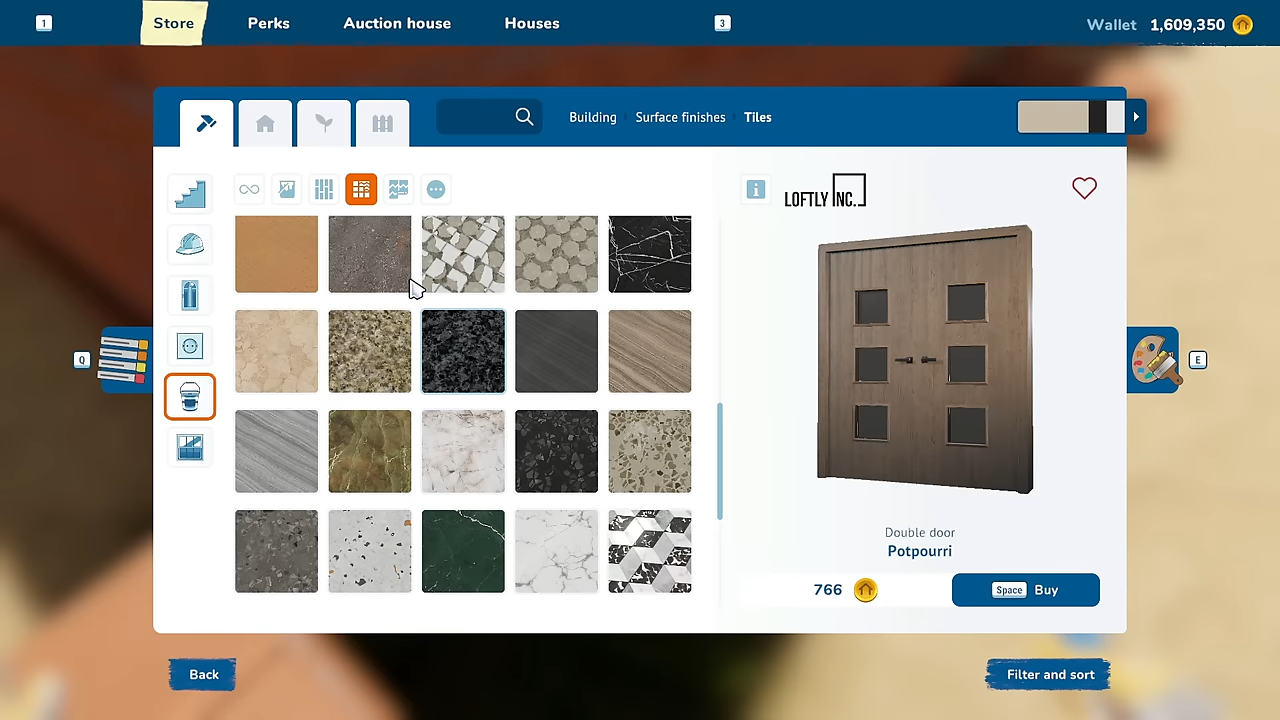 1
Store
Perks
Auction house
Houses
3
Wallet 1,609,350
Building
Surface finishes
Tiles
LOFTLY INC.
Q
E
Double door
Potpourri
766
Space Buy
Back
Filter and sort